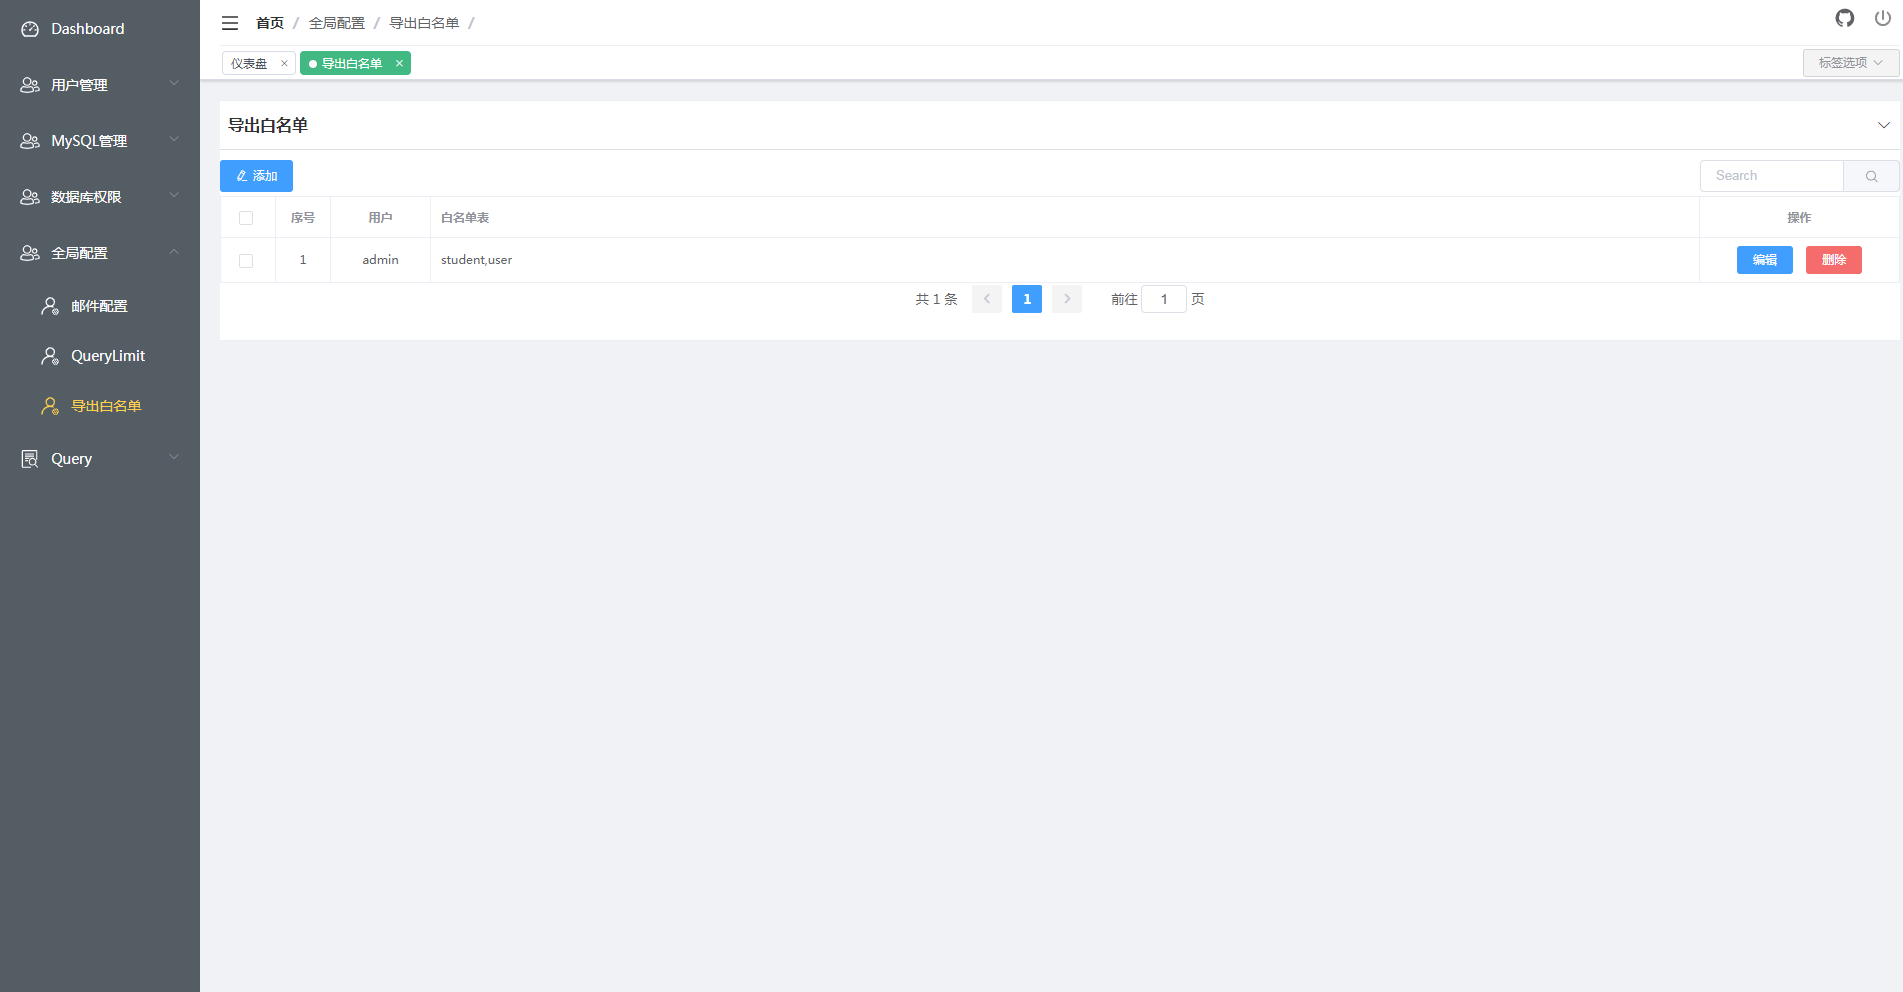 Dashboard
用户管理
MySQL管理
数据库权限
全局配置
邮件配置
QueryLimit
导出白名单
Query
首页 / 全局配置 / 导出白名单 /
仪表盘 × 导出白名单 ×
标签选项
导出白名单
添加
Search
序号 用户 白名单表 操作
1 admin student,user 编辑 删除
共 1 条 1 前往 1 页